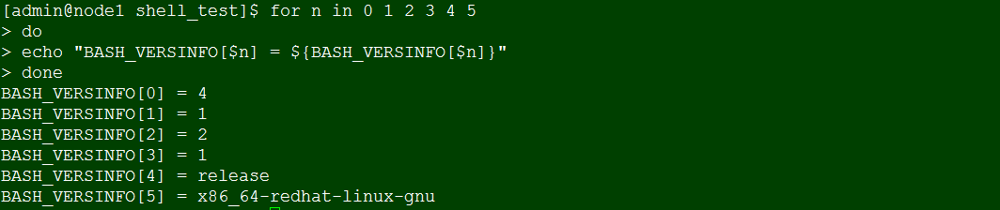 [admin@node1 shell_test]$ for n in 0 1 2 3 4 5
> do
> echo "BASH_VERSINFO[$n] = ${BASH_VERSINFO[$n]}"
> done
BASH_VERSINFO[0] = 4
BASH_VERSINFO[1] = 1
BASH_VERSINFO[2] = 2
BASH_VERSINFO[3] = 1
BASH_VERSINFO[4] = release
BASH_VERSINFO[5] = x86_64-redhat-linux-gnu